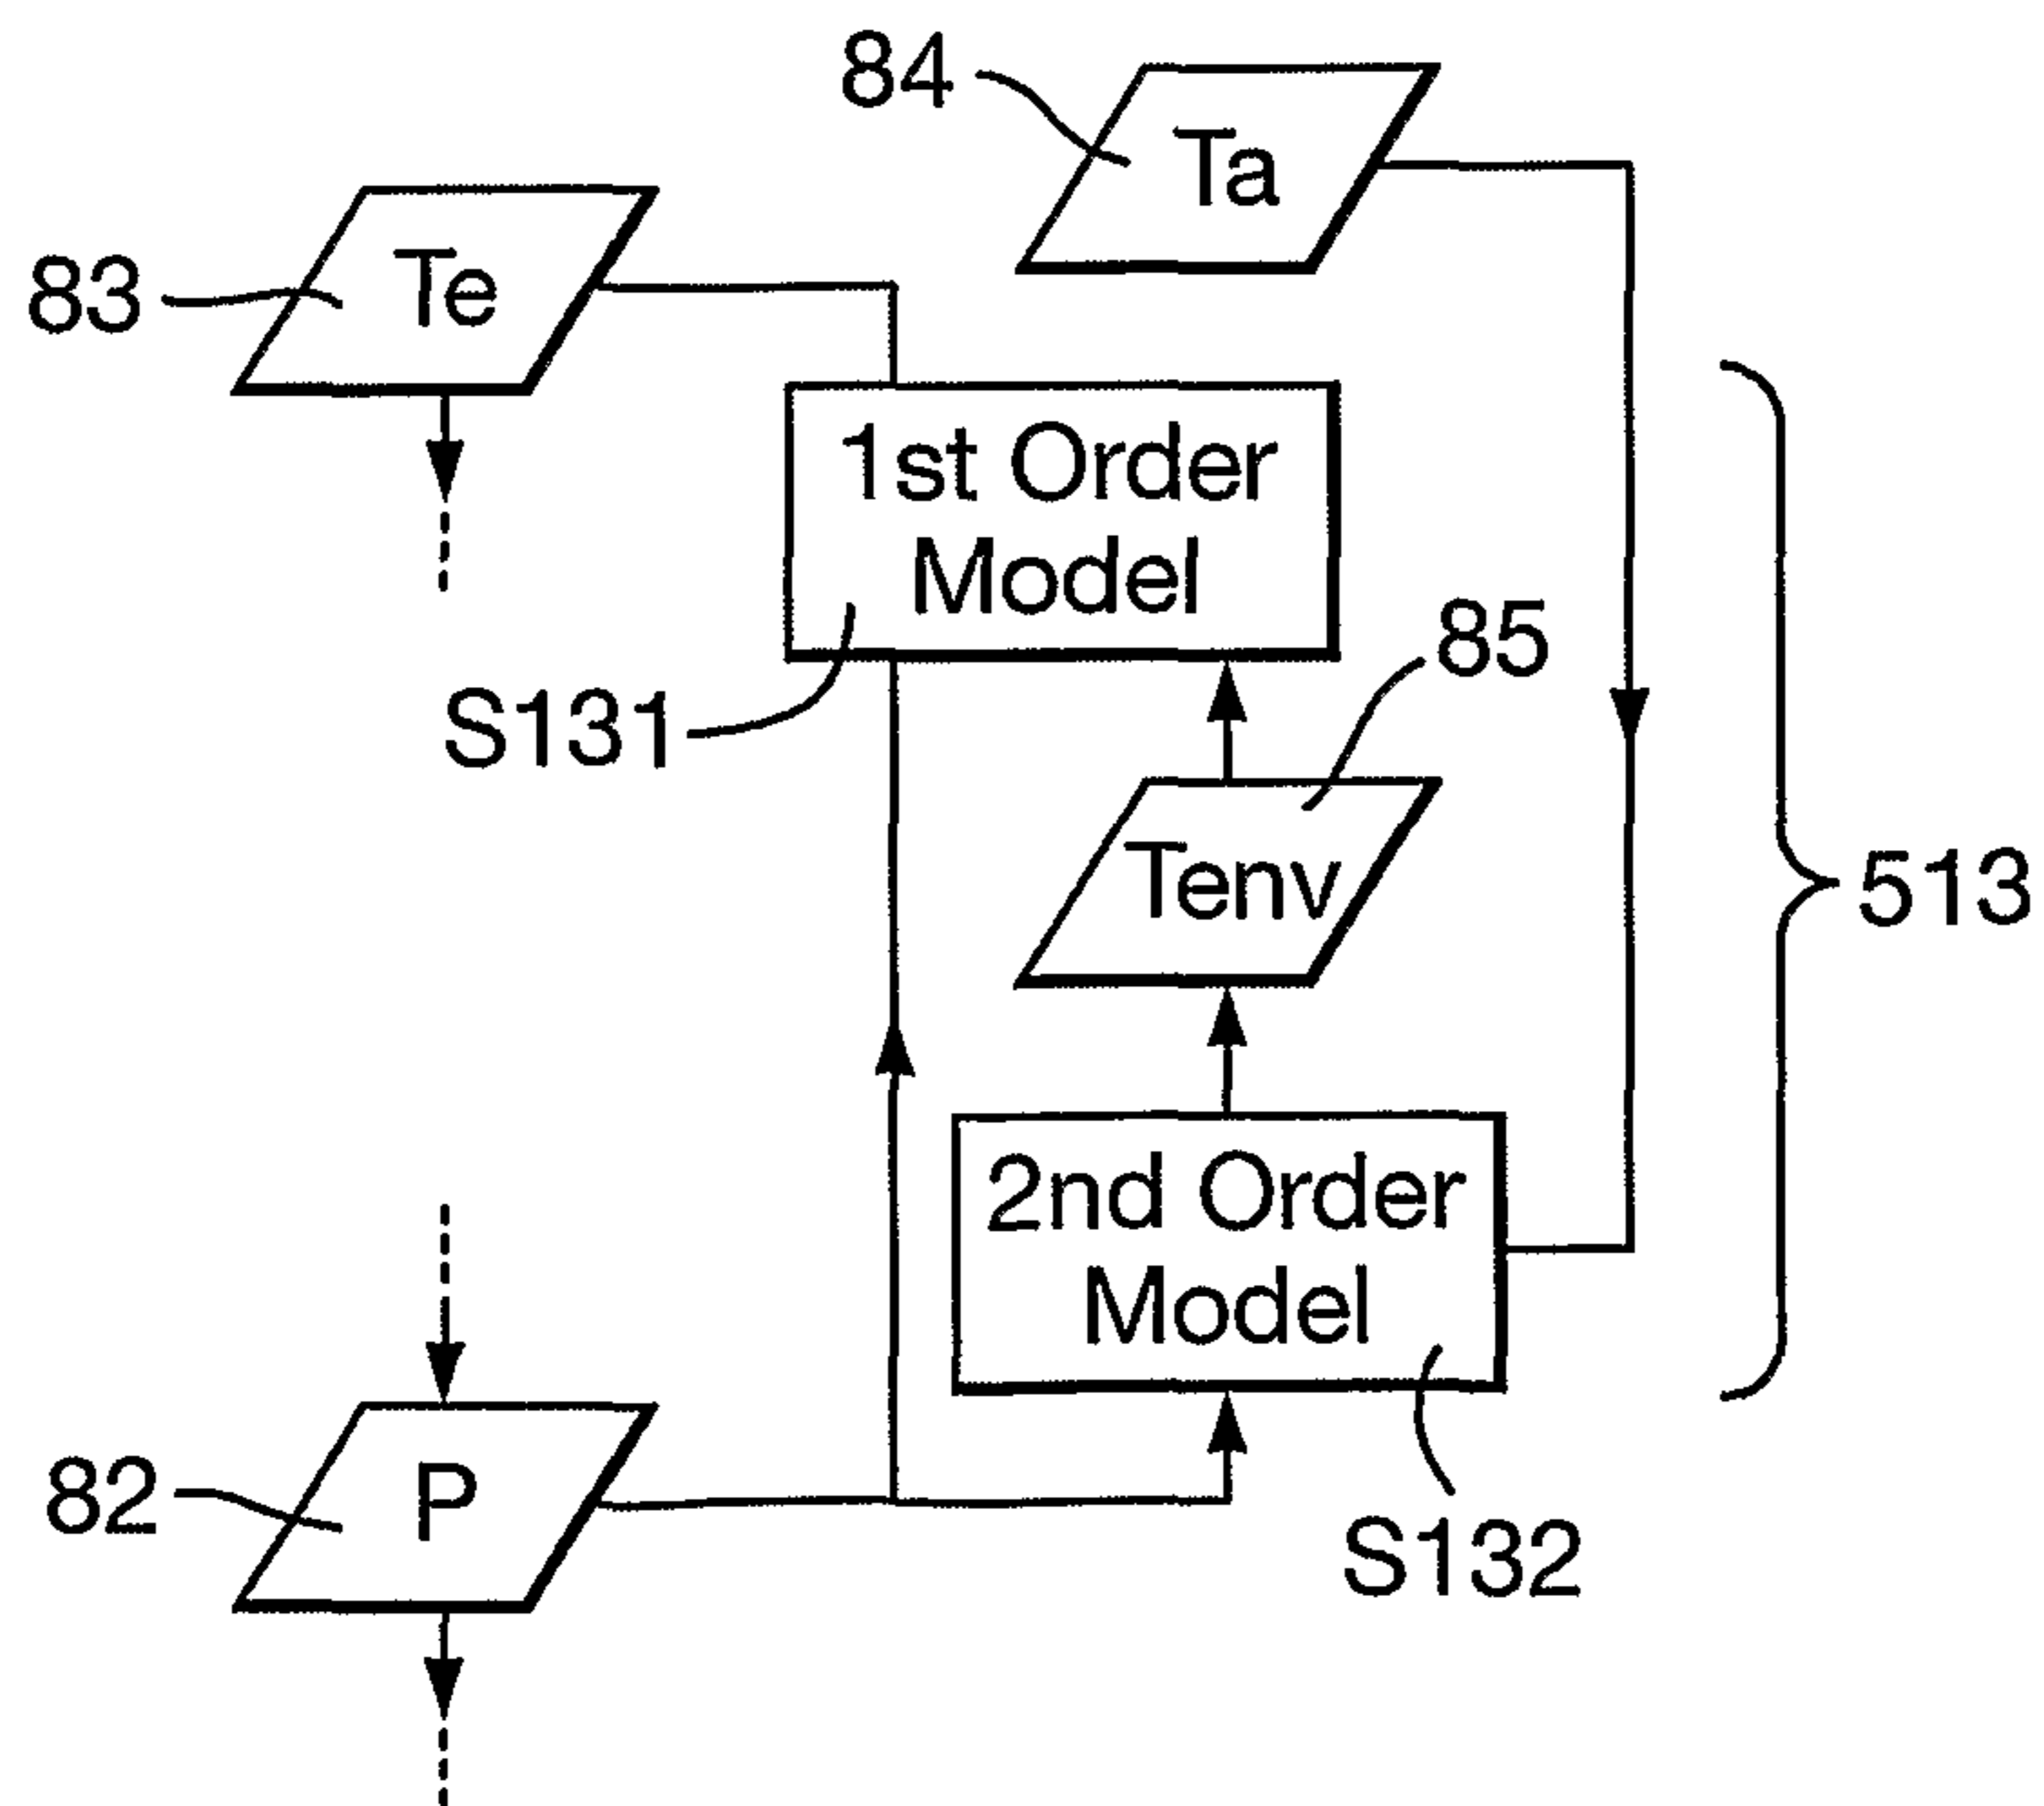 84
Ta
83
Te
1st Order
Model
85
S131
Tenv
513
2nd Order
Model
82
P
S132